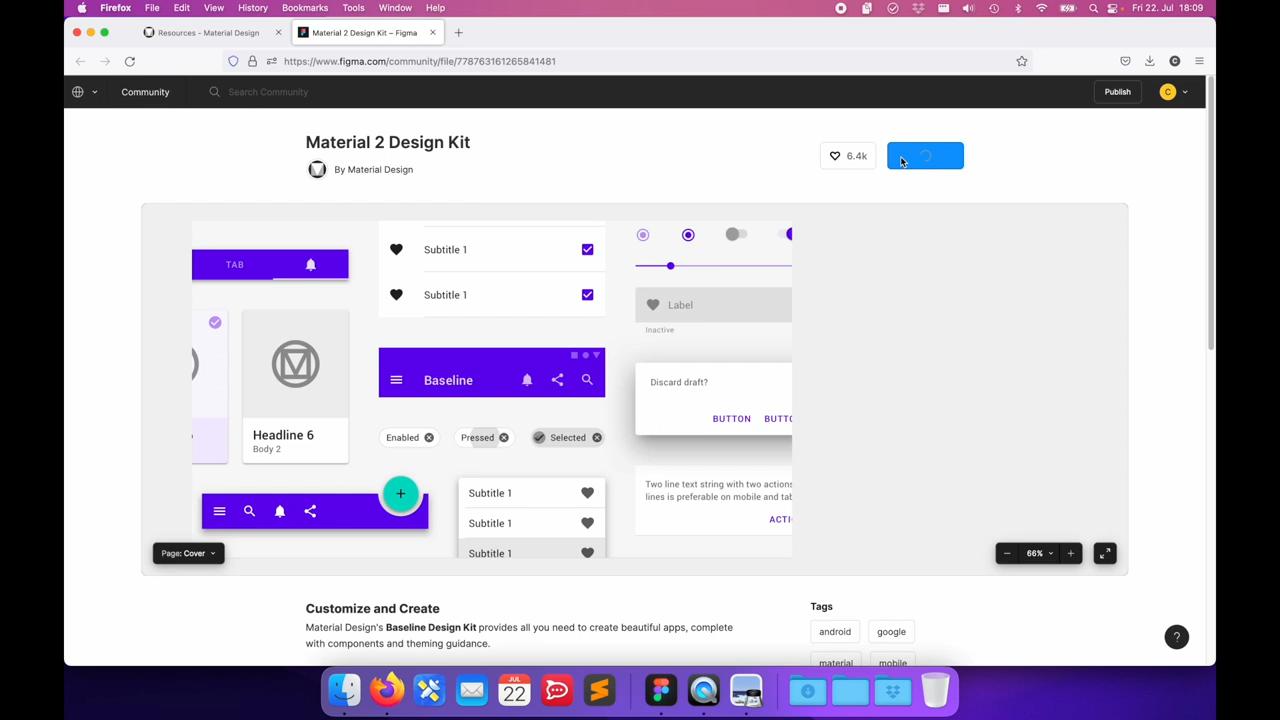 Firefox File Edit View History Bookmarks Tools Window Help
Fri 22. Jul 18:09
Resources - Material Design
Material 2 Design Kit – Figma
https://www.figma.com/community/file/778763161265841481
C
Community
Search Community
Publish
C
Material 2 Design Kit
By Material Design
6.4k
TAB
Headline 6
Body 2
Subtitle 1
Subtitle 1
Baseline
Enabled
Pressed
Selected
Subtitle 1
Subtitle 1
Subtitle 1
Label
Inactive
Discard draft?
BUTTON
BUTTO
Two line text string with two actions
lines is preferable on mobile and tab
ACTI
Page: Cover
66%
Customize and Create
Material Design's Baseline Design Kit provides all you need to create beautiful apps, complete
with components and theming guidance.
Tags
android
google
material
mobile
?
JUL
22